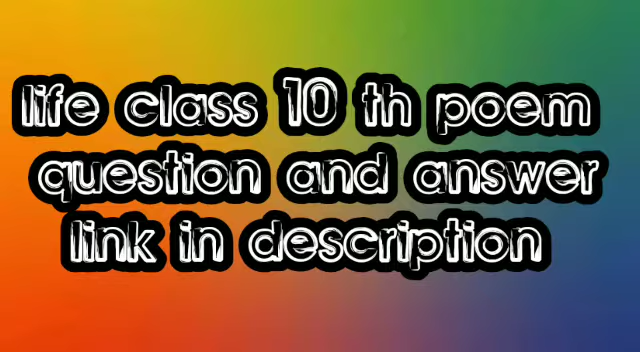 life class 10 th poem
question and answer
link in description